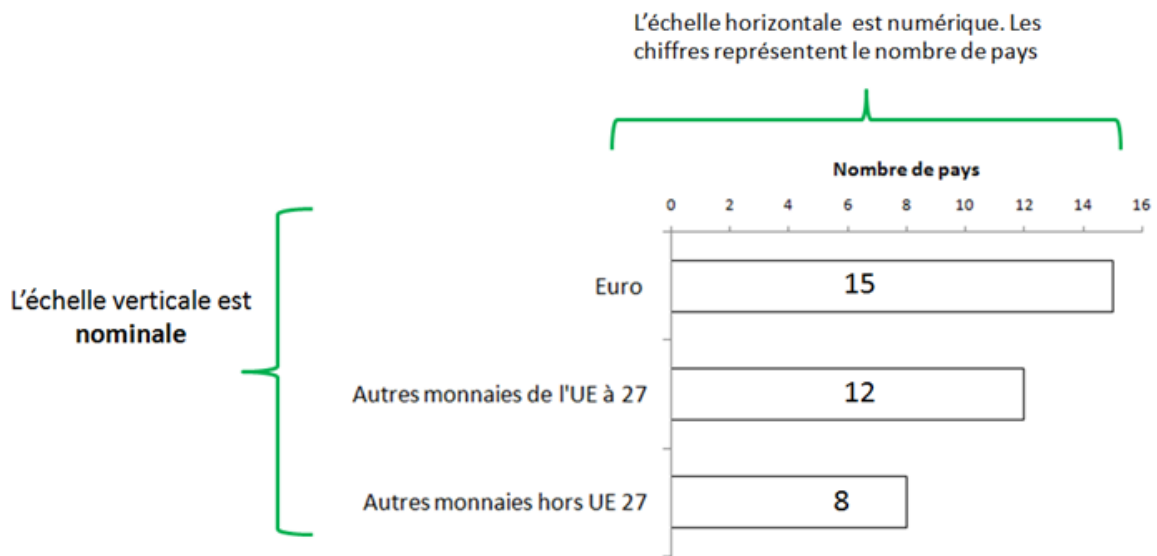 L'échelle horizontale est numérique. Les
chiffres représentent le nombre de pays
Nombre de pays
0 2 4 6 8 10 12 14 16
Euro 15
L'échelle verticale est
nominale
Autres monnaies de l'UE à 27 12
Autres monnaies hors UE 27 8